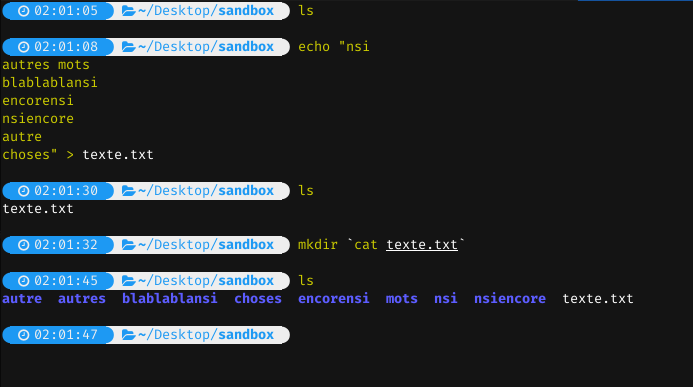 02:01:05 ~/Desktop/sandbox ls
02:01:08 ~/Desktop/sandbox echo "nsi
autres mots
blablablansi
encorensi
nsiencore
autre
choses" > texte.txt
02:01:30 ~/Desktop/sandbox ls
texte.txt
02:01:32 ~/Desktop/sandbox mkdir `cat texte.txt`
02:01:45 ~/Desktop/sandbox ls
autre autres blablablansi choses encorensi mots nsi nsiencore texte.txt
02:01:47 ~/Desktop/sandbox